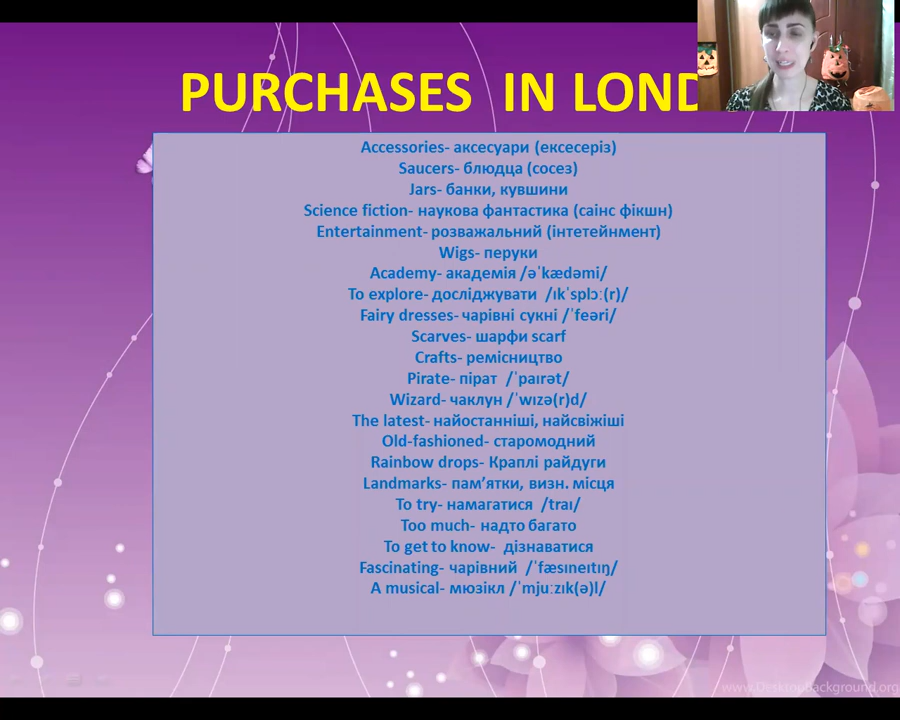 PURCHASES IN LOND
Accessories- аксесуари (ексесеріз)
Saucers- блюдца (сосез)
Jars- банки, кувшини
Science fiction- наукова фантастика (саінс фікшн)
Entertainment- розважальний (інтетейнмент)
Wigs- перуки
Academy- академія /əˈkædəmi/
To explore- досліджувати /ɪkˈsplɔː(r)/
Fairy dresses- чарівні сукні /ˈfeəri/
Scarves- шарфи scarf
Crafts- ремісництво
Pirate- пірат /ˈpaɪrət/
Wizard- чаклун /ˈwɪzə(r)d/
The latest- найостанніші, найсвіжіші
Old-fashioned- старомодний
Rainbow drops- Краплі райдуги
Landmarks- пам’ятки, визн. місця
To try- намагатися /traɪ/
Too much- надто багато
To get to know- дізнаватися
Fascinating- чарівний /ˈfæsɪneɪtɪŋ/
A musical- мюзікл /ˈmjuːzɪk(ə)l/
www.DesktopBackground.org